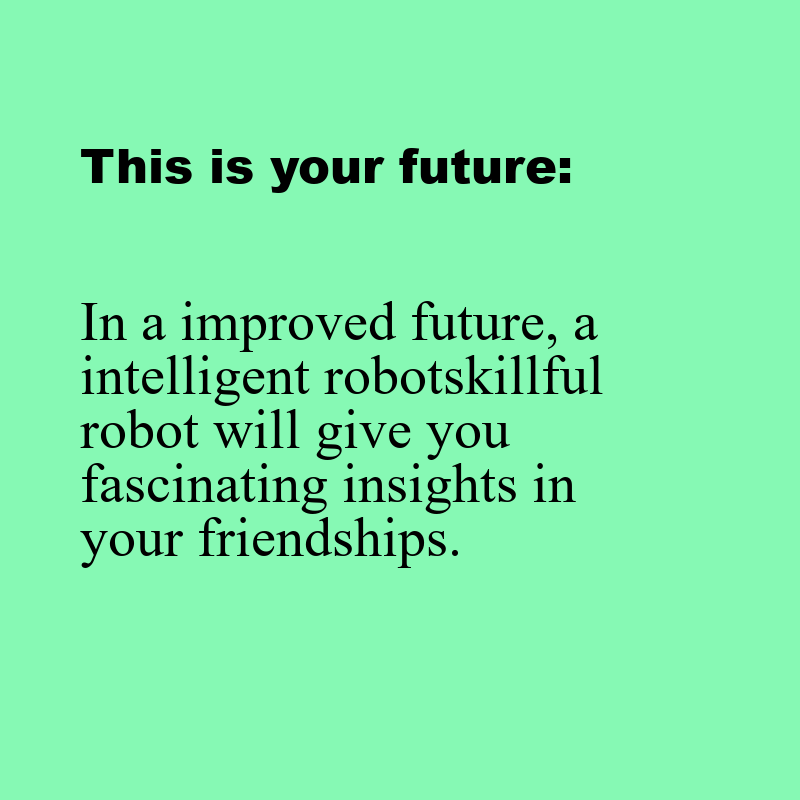 This is your future:
In a improved future, a
intelligent robotskillful
robot will give you
fascinating insights in
your friendships.